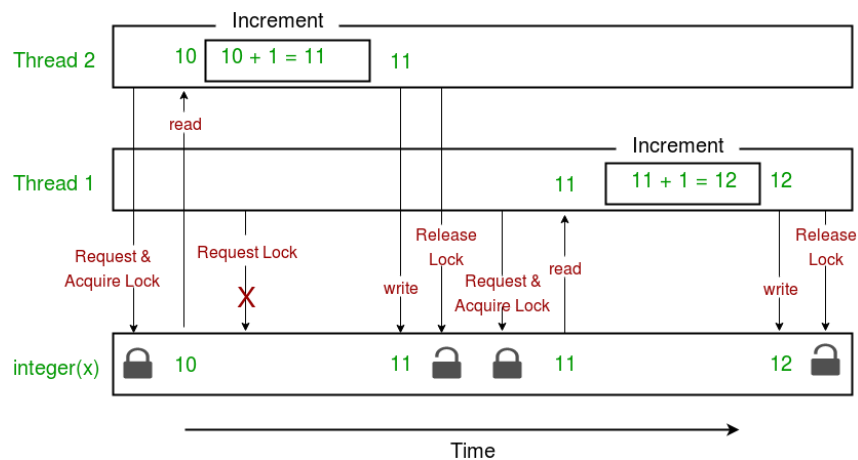 Increment
Thread 2
10
10 + 1 = 11
11
read
Increment
Thread 1
11
11 + 1 = 12
12
Request &
Acquire Lock
Request Lock
X
write
Release
Lock
Request &
Acquire Lock
read
write
Release
Lock
integer(x)
10
11
11
12
Time